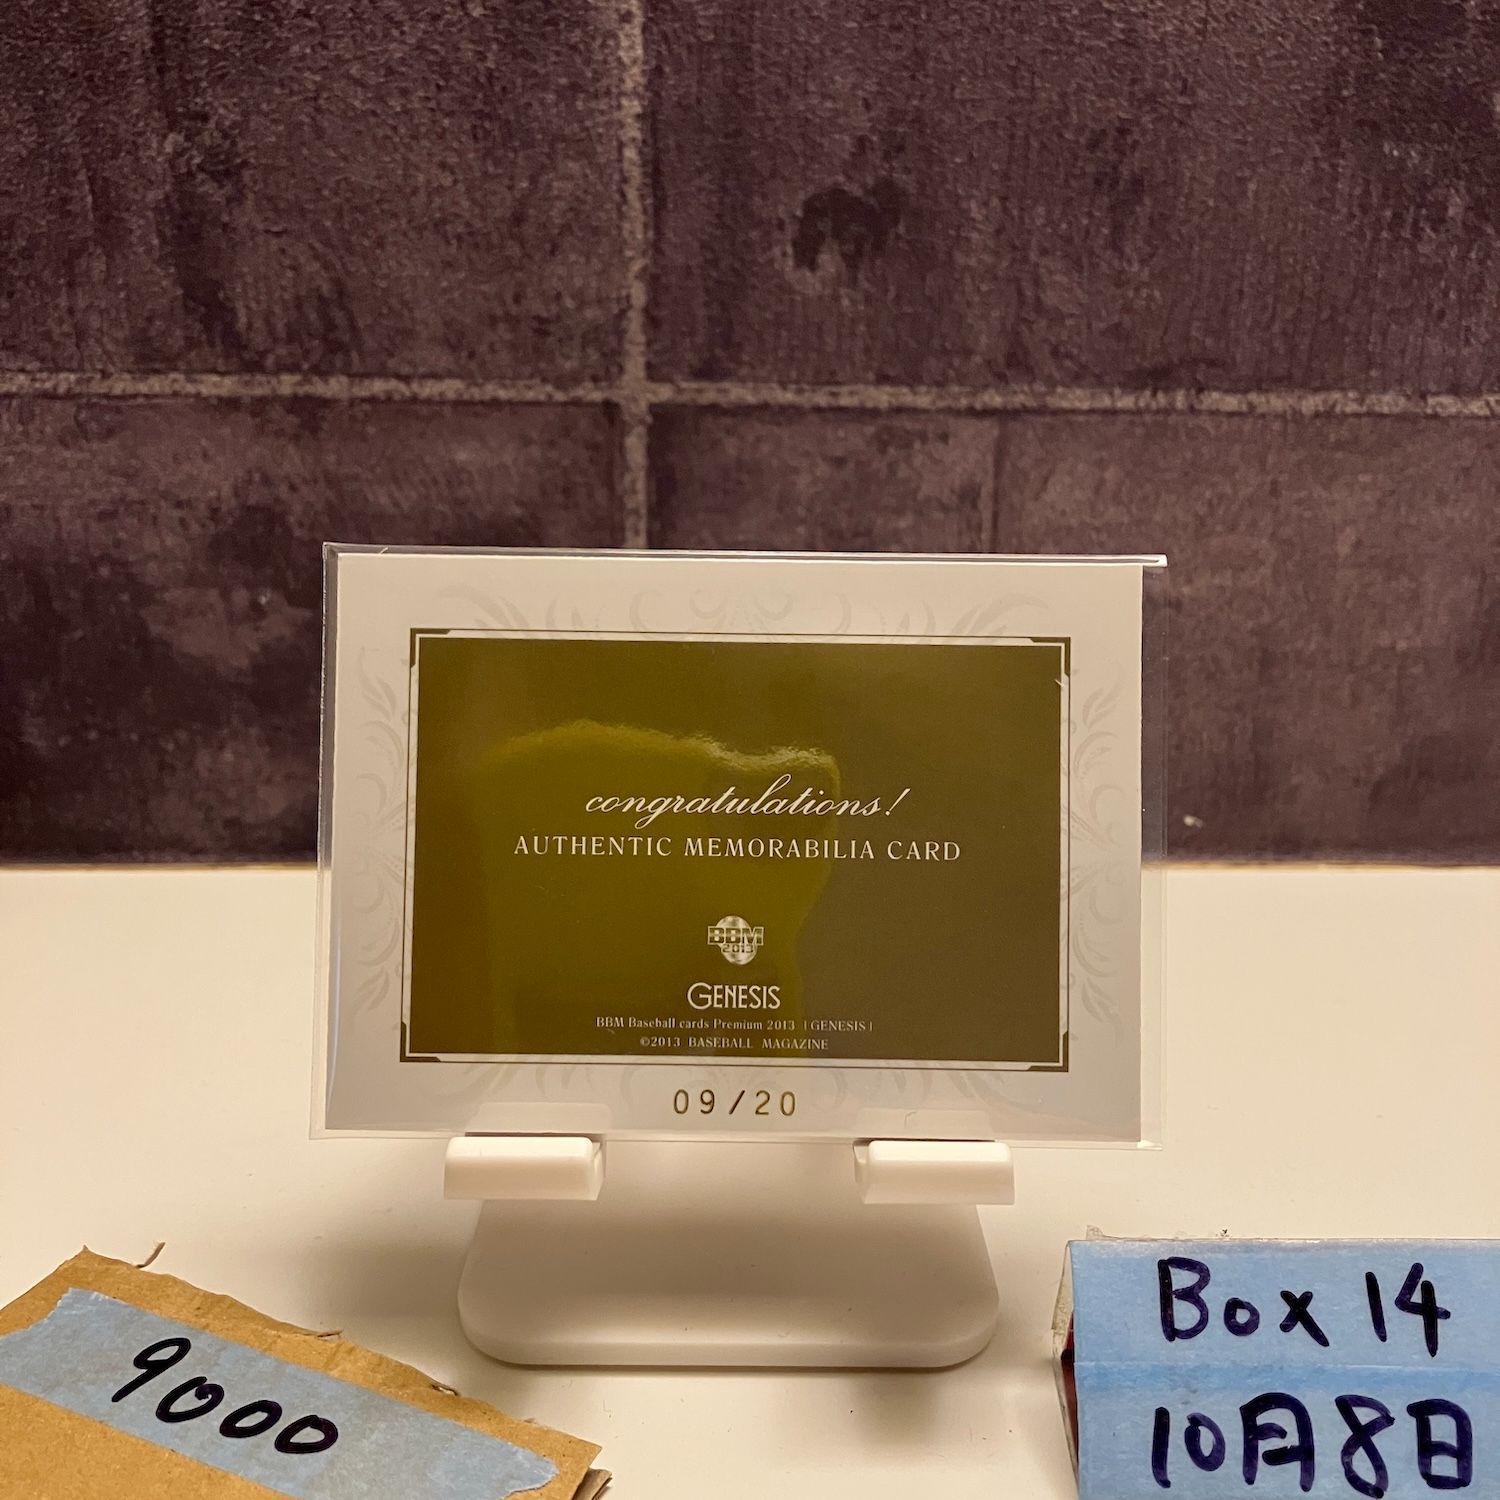 congratulations!
AUTHENTIC MEMORABILIA CARD
BBM
2013
GENESIS
BBM Baseball cards Premium 2013 | GENESIS |
©2013 BASEBALL MAGAZINE
09/20
9000
Box 14
10月8日